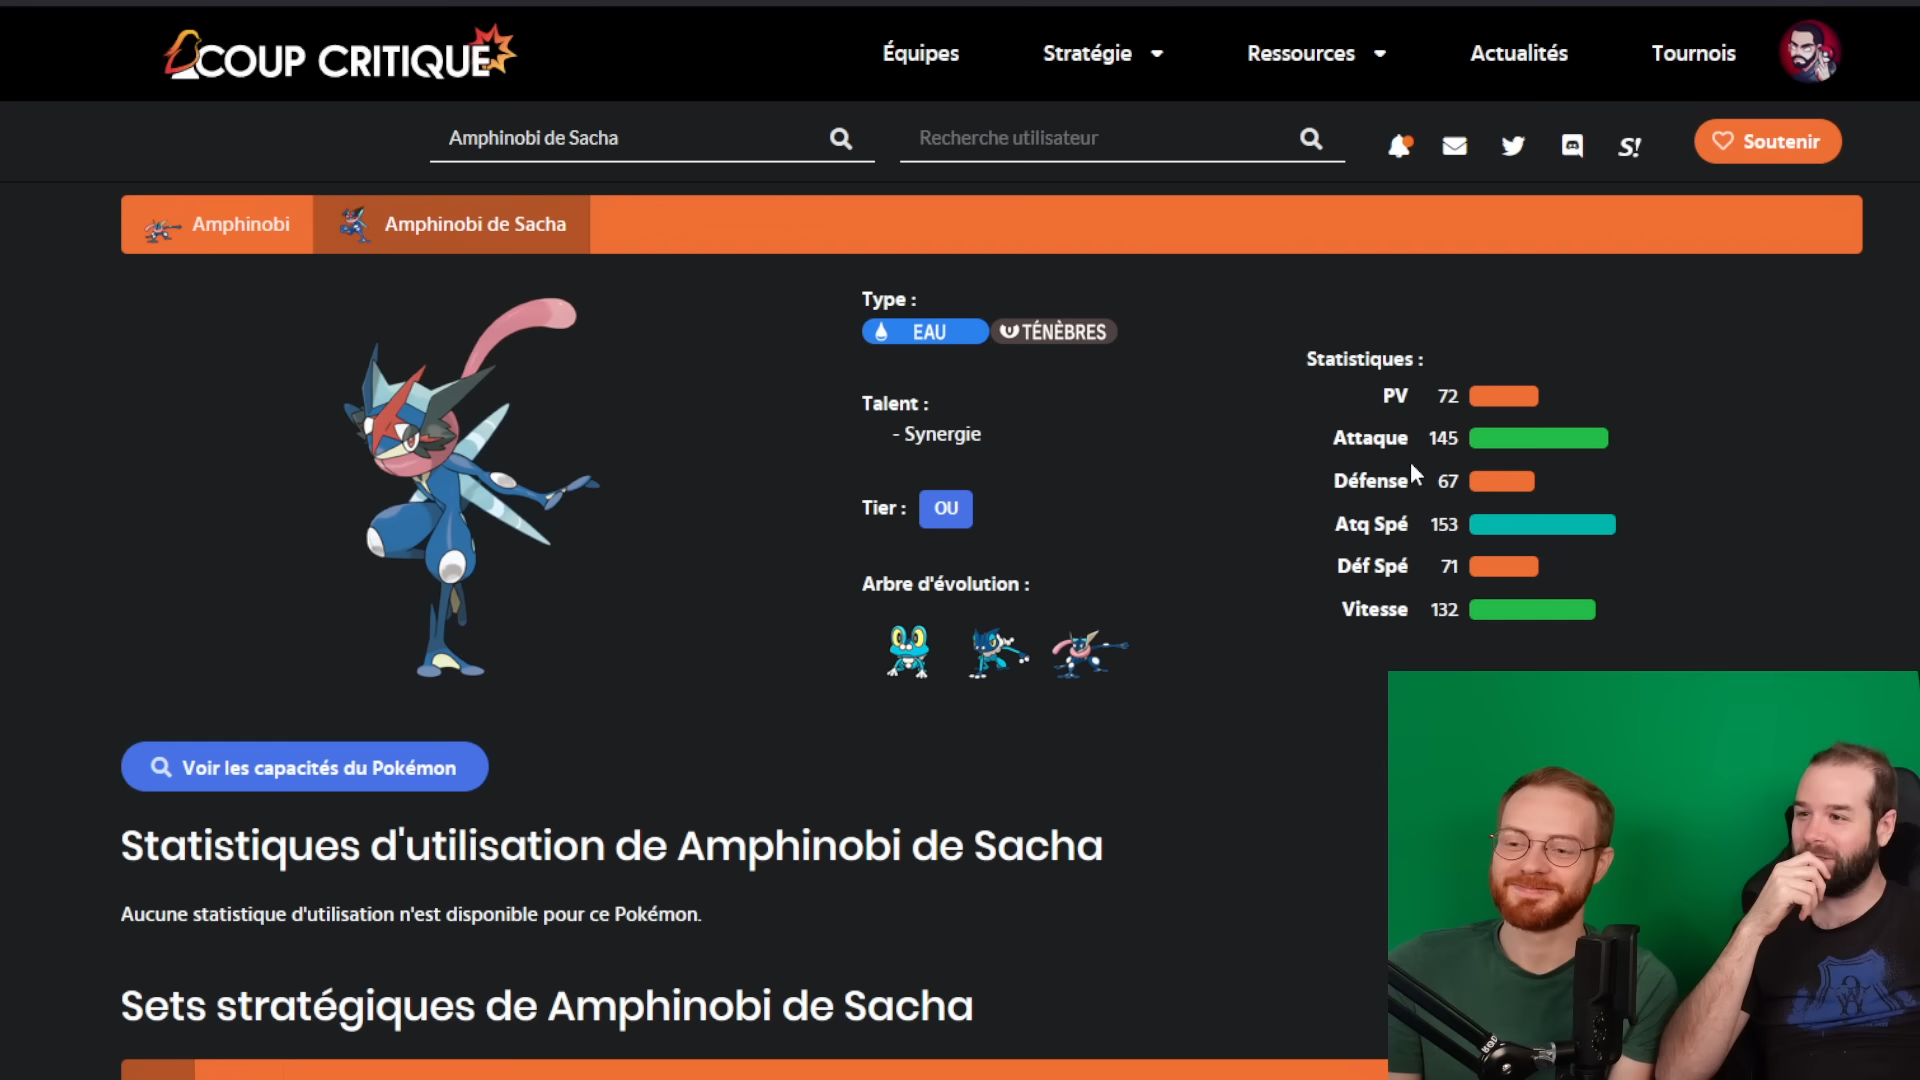 COUP CRITIQUE
Équipes
Stratégie
Ressources
Actualités
Tournois
Amphinobi de Sacha
Recherche utilisateur
S!
Soutenir
Amphinobi
Amphinobi de Sacha
Type :
EAU
TÉNÈBRES
Talent :
- Synergie
Tier :
OU
Arbre d'évolution :
Statistiques :
PV 72
Attaque 145
Défense 67
Atq Spé 153
Déf Spé 71
Vitesse 132
Voir les capacités du Pokémon
Statistiques d'utilisation de Amphinobi de Sacha
Aucune statistique d'utilisation n'est disponible pour ce Pokémon.
Sets stratégiques de Amphinobi de Sacha